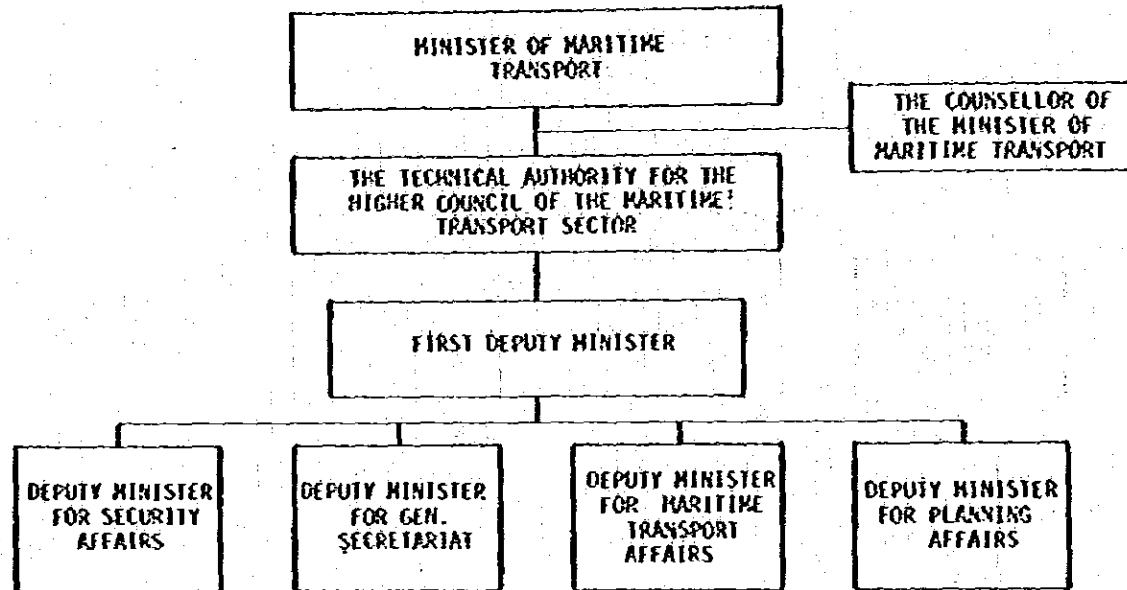 MINISTER OF MARITIME
TRANSPORT
THE COUNSELLOR OF
THE MINISTER OF
MARITIME TRANSPORT
THE TECHNICAL AUTHORITY FOR THE
HIGHER COUNCIL OF THE MARITIME
TRANSPORT SECTOR
FIRST DEPUTY MINISTER
DEPUTY MINISTER
FOR SECURITY
AFFAIRS
DEPUTY MINISTER
FOR GEN.
SECRETARIAT
DEPUTY MINISTER
FOR MARITIME
TRANSPORT
AFFAIRS
DEPUTY MINISTER
FOR PLANNING
AFFAIRS